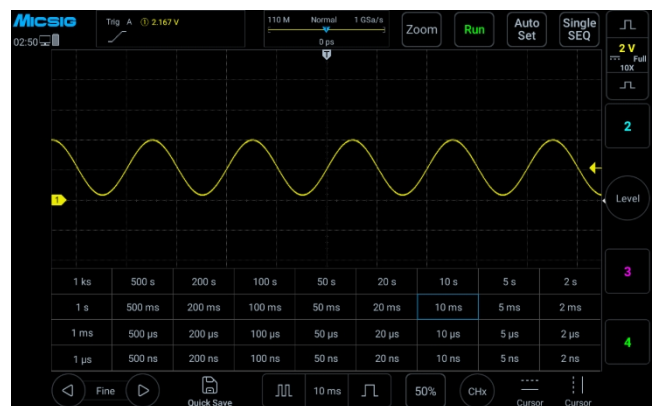 Micsig
Trig A ① 2.167 V
110 M Normal 1 GSa/s
0 ps
T
Zoom
Run
Auto
Set
Single
SEQ
02:50
2 V
Full
10X
2
Level
1
3
4
1 ks 500 s 200 s 100 s 50 s 20 s 10 s 5 s 2 s
1 s 500 ms 200 ms 100 ms 50 ms 20 ms 10 ms 5 ms 2 ms
1 ms 500 μs 200 μs 100 μs 50 μs 20 μs 10 μs 5 μs 2 μs
1 μs 500 ns 200 ns 100 ns 50 ns 20 ns 10 ns 5 ns 2 ns
Fine
Quick Save
10 ms
50%
CHx
Cursor
Cursor